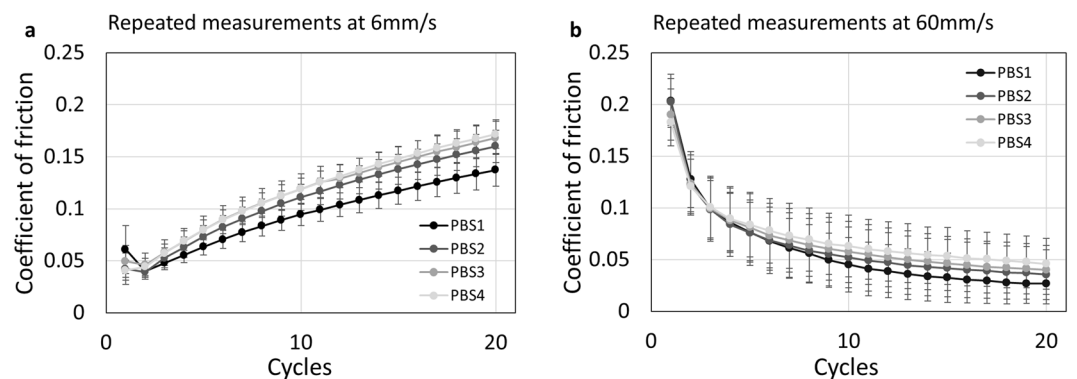 a
Repeated measurements at 6mm/s
Coefficient of friction
0.25
0.2
0.15
0.1
0.05
0
0
10
20
Cycles
PBS1
PBS2
PBS3
PBS4
b
Repeated measurements at 60mm/s
Coefficient of friction
0.25
0.2
0.15
0.1
0.05
0
0
10
20
Cycles
PBS1
PBS2
PBS3
PBS4